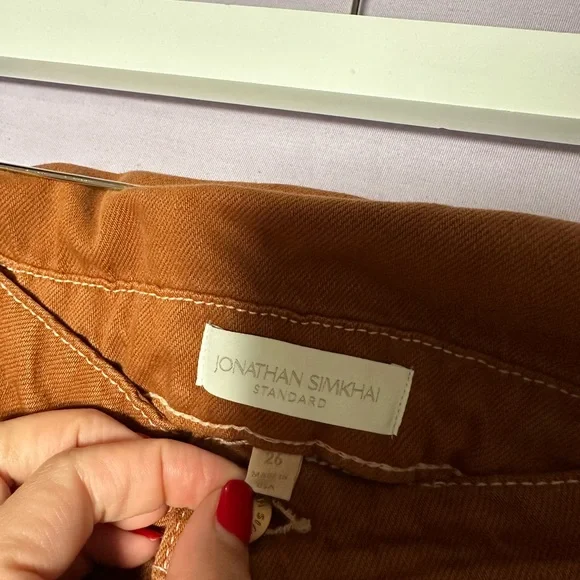 JONATHAN SIMKHAI
STANDARD
26
MADE IN
USA